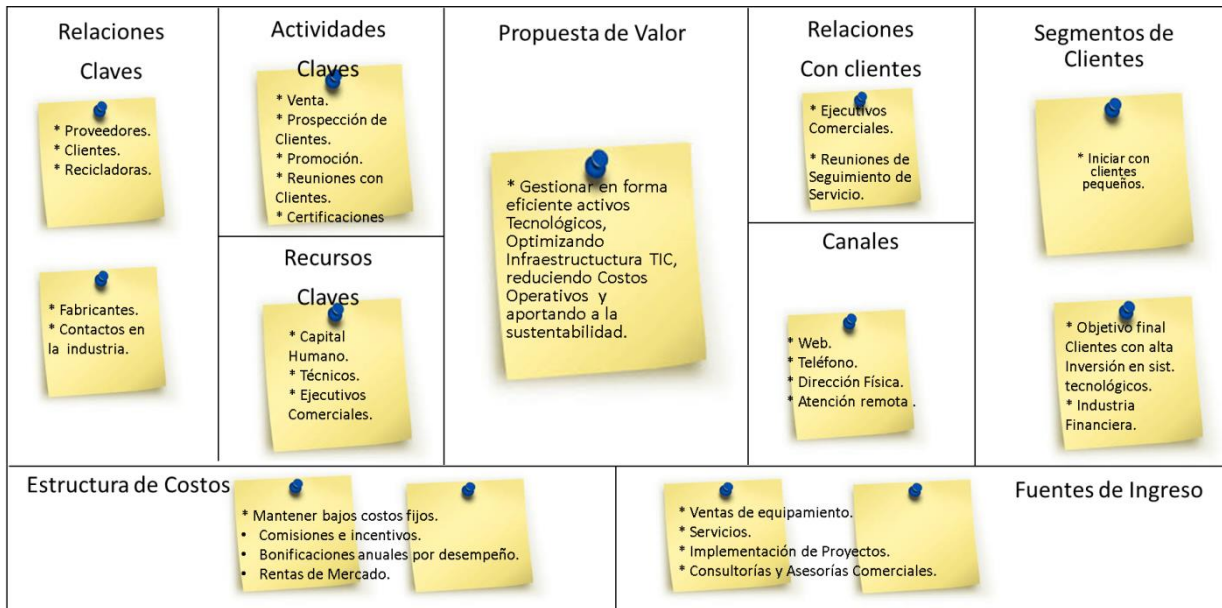 Relaciones
Claves
* Proveedores.
* Clientes.
* Recicladoras.
* Fabricantes.
* Contactos en
la industria.
Actividades
Claves
* Venta.
* Prospección de
Clientes.
* Promoción.
* Reuniones con
Clientes.
* Certificaciones
Recursos
Claves
* Capital
Humano.
* Técnicos.
* Ejecutivos
Comerciales.
Propuesta de Valor
* Gestionar en forma
eficiente activos
Tecnológicos,
Optimizando
Infraestructuctura TIC,
reduciendo Costos
Operativos y
aportando a la
sustentabilidad.
Relaciones
Con clientes
* Ejecutivos
Comerciales.
* Reuniones de
Seguimiento de
Servicio.
Canales
* Web.
* Teléfono.
* Dirección Física.
* Atención remota .
Segmentos de
Clientes
* Iniciar con
clientes
pequeños.
* Objetivo final
Clientes con alta
Inversión en sist.
tecnológicos.
* Industria
Financiera.
Estructura de Costos
* Mantener bajos costos fijos.
• Comisiones e incentivos.
• Bonificaciones anuales por desempeño.
• Rentas de Mercado.
Fuentes de Ingreso
* Ventas de equipamiento.
* Servicios.
* Implementación de Proyectos.
* Consultorías y Asesorías Comerciales.